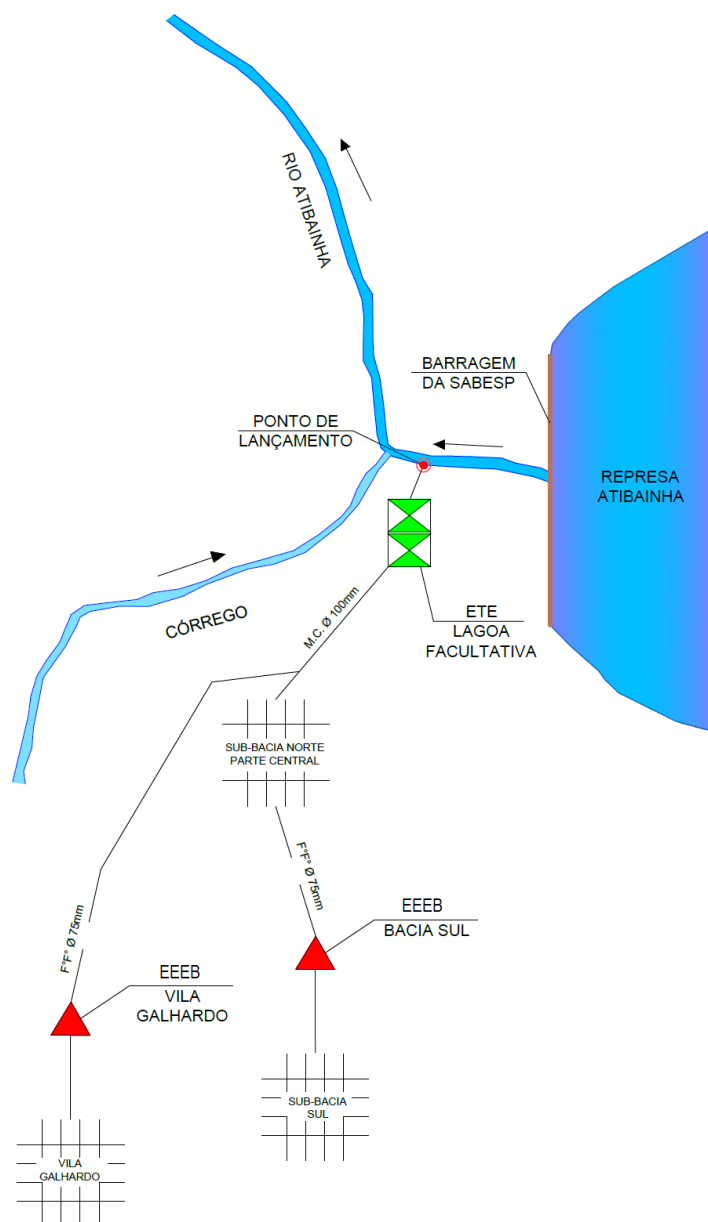 RIO ATIBAINHA
BARRAGEM
DA SABESP
PONTO DE
LANÇAMENTO
REPRESA
ATIBAINHA
ETE
LAGOA
FACULTATIVA
M.C. Ø 100mm
CÓRREGO
SUB-BACIA NORTE
PARTE CENTRAL
F°F° Ø 75mm
EEEB
BACIA SUL
F°F° Ø 75mm
EEEB
VILA
GALHARDO
SUB-BACIA
SUL
VILA
GALHARDO